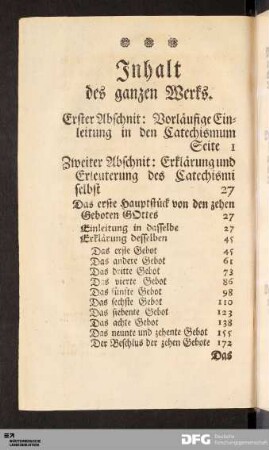 Inhalt
des ganzen Werks.
Erster Abschnit: Vorläufige Ein-
leitung in den Catechismum
Seite 1
Zweiter Abschnit: Erklärung und
Erleuterung des Catechismi
selbst 27
Das erste Hauptstück von den zehen
Geboten GOttes 27
Einleitung in dasselbe 27
Erklärung desselben 45
Das erste Gebot 45
Das andere Gebot 61
Das dritte Gebot 73
Das vierte Gebot 86
Das fünfte Gebot 98
Das sechste Gebot 110
Das siebente Gebot 123
Das achte Gebot 138
Das neunte und zehente Gebot 155
Der Beschlus der zehen Gebote 172
Das
DFG Deutsche
Forschungsgemeinschaft